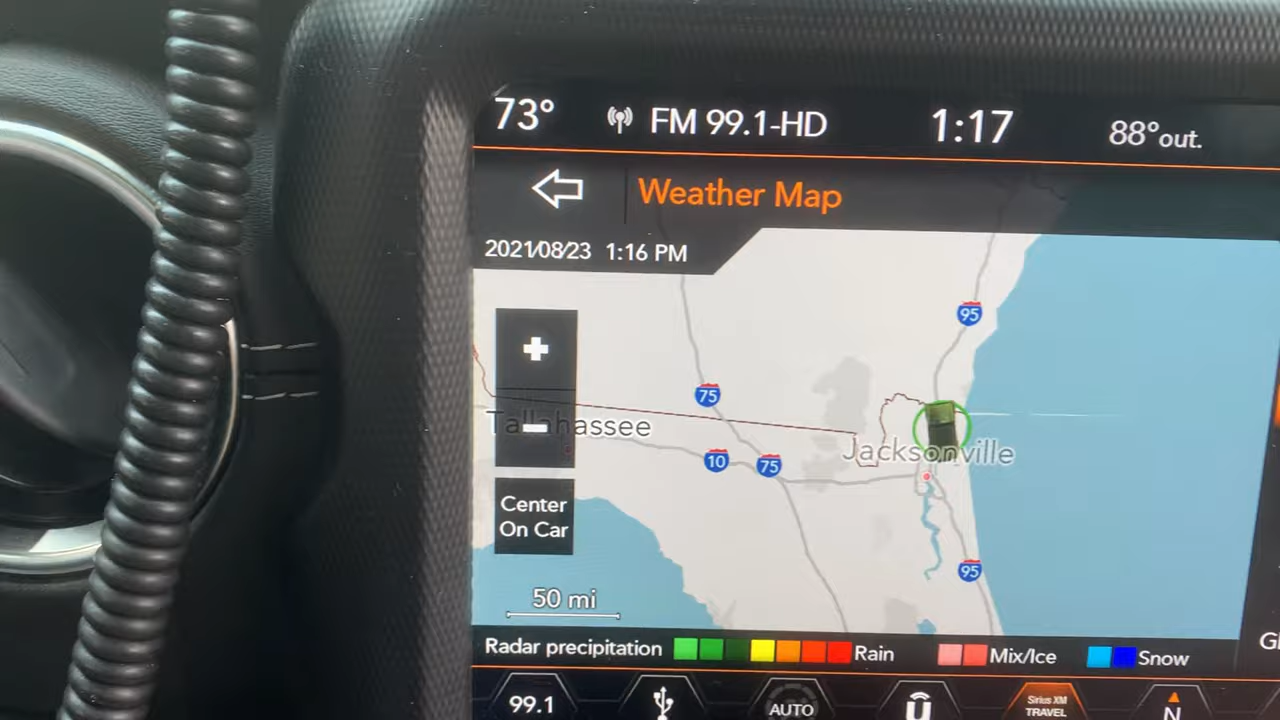 73° FM 99.1-HD 1:17 88° out.
Weather Map
2021/08/23 1:16 PM
95
75
Tallahassee
Jacksonville
10 75
Center
On Car
95
50 mi
Radar precipitation Rain Mix/Ice Snow
99.1 AUTO Sirius XM
TRAVEL N